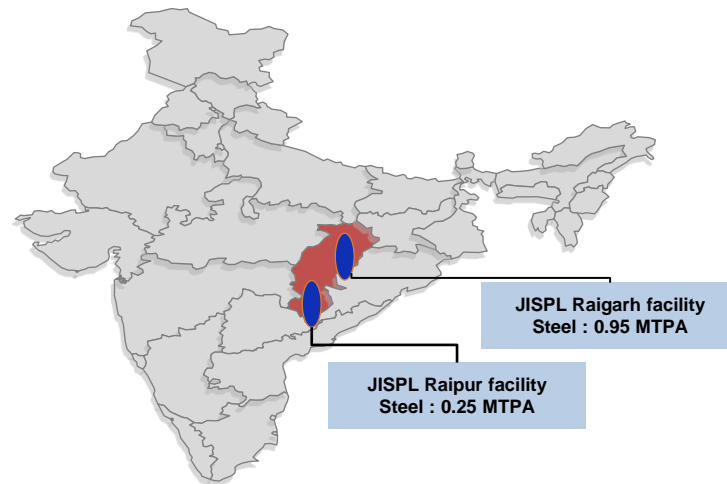 JISPL Raigarh facility
Steel : 0.95 MTPA
JISPL Raipur facility
Steel : 0.25 MTPA